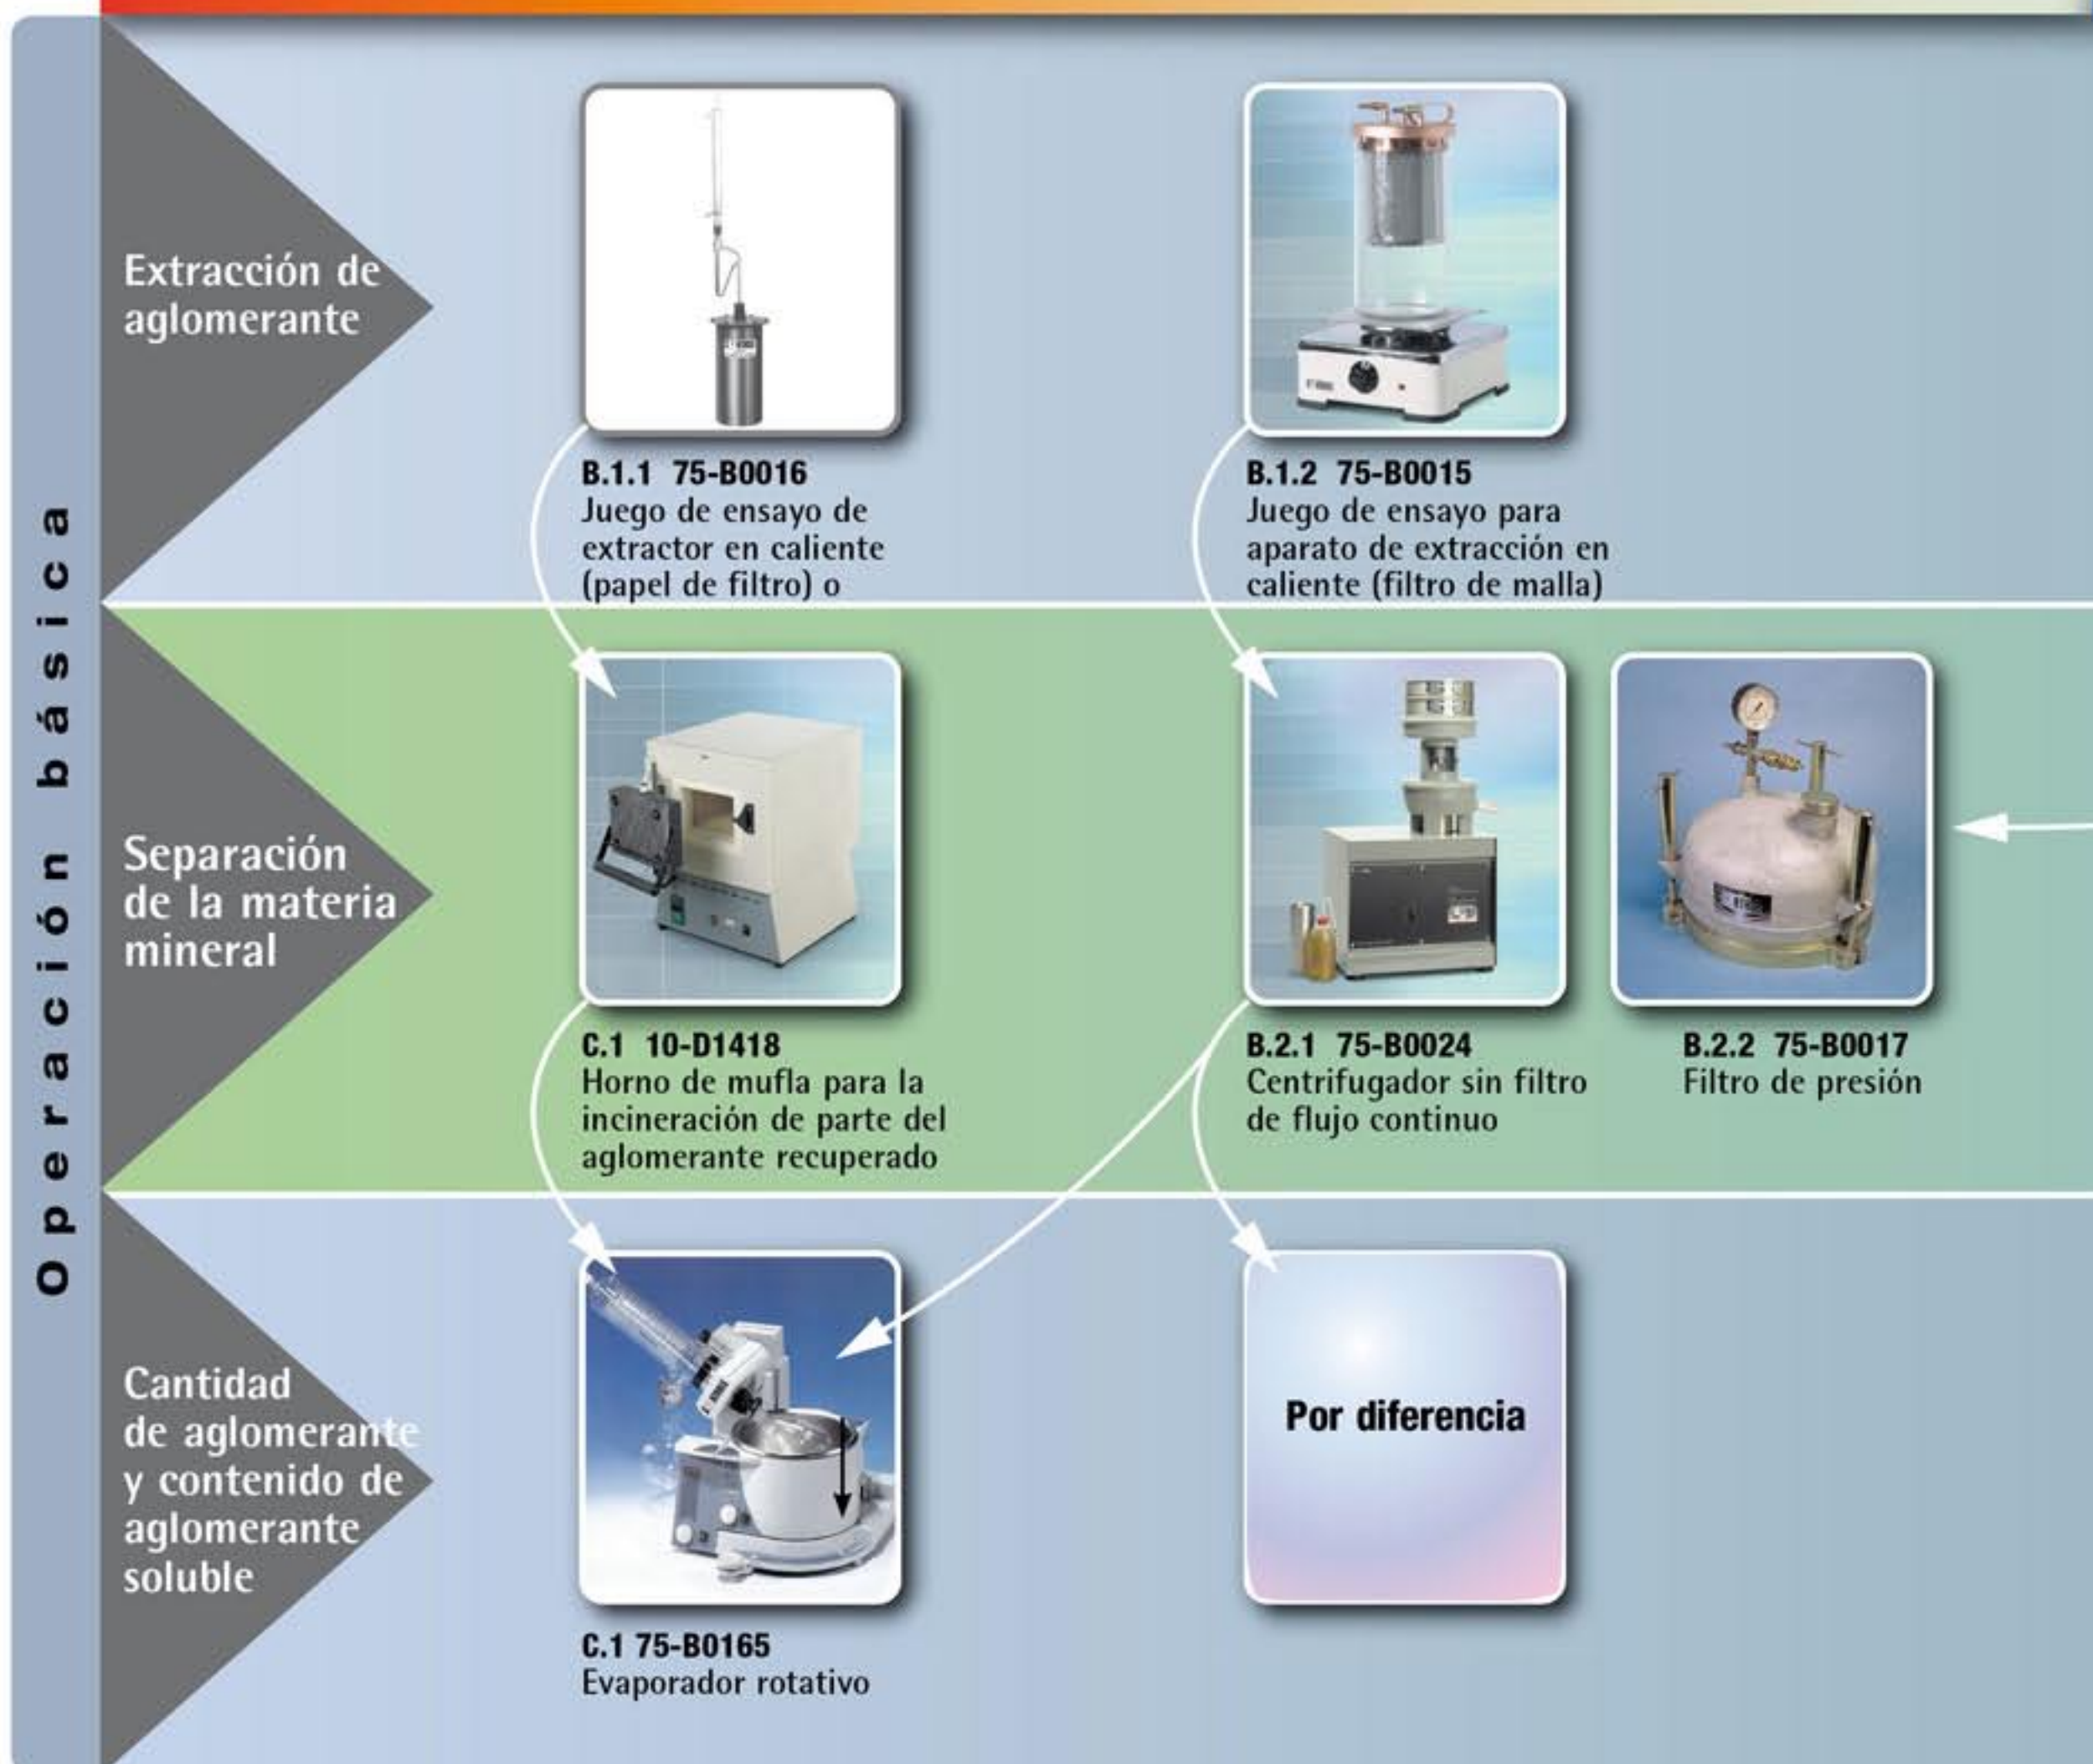 Operación básica
Extracción de
aglomerante
B.1.1 75-B0016
Juego de ensayo de
extractor en caliente
(papel de filtro) o
B.1.2 75-B0015
Juego de ensayo para
aparato de extracción en
caliente (filtro de malla)
Separación
de la materia
mineral
C.1 10-D1418
Horno de mufla para la
incineración de parte del
aglomerante recuperado
B.2.1 75-B0024
Centrifugador sin filtro
de flujo continuo
B.2.2 75-B0017
Filtro de presión
Cantidad
de aglomerante
y contenido de
aglomerante
soluble
C.1 75-B0165
Evaporador rotativo
Por diferencia